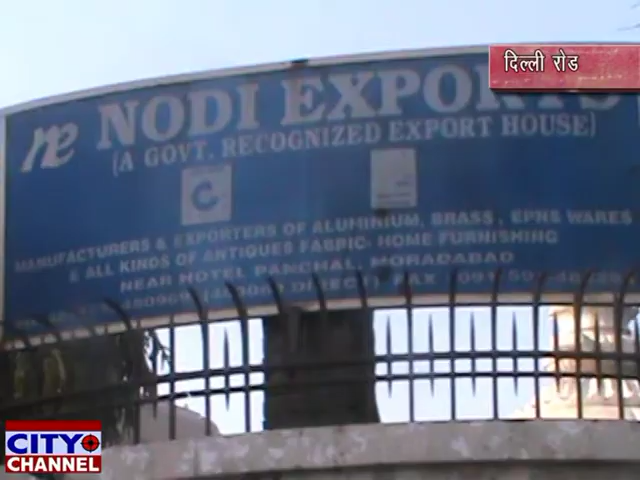 दिल्ली रोड
ne NODI EXPORTS
(A GOVT. RECOGNIZED EXPORT HOUSE)
MANUFACTURERS & EXPORTERS OF ALUMINIUM, BRASS, EPNS WARES
& ALL KINDS OF ANTIQUES FABRIC- HOME FURNISHING
NEAR HOTEL PANCHAL, MORADABAD
FAX
CITY
CHANNEL